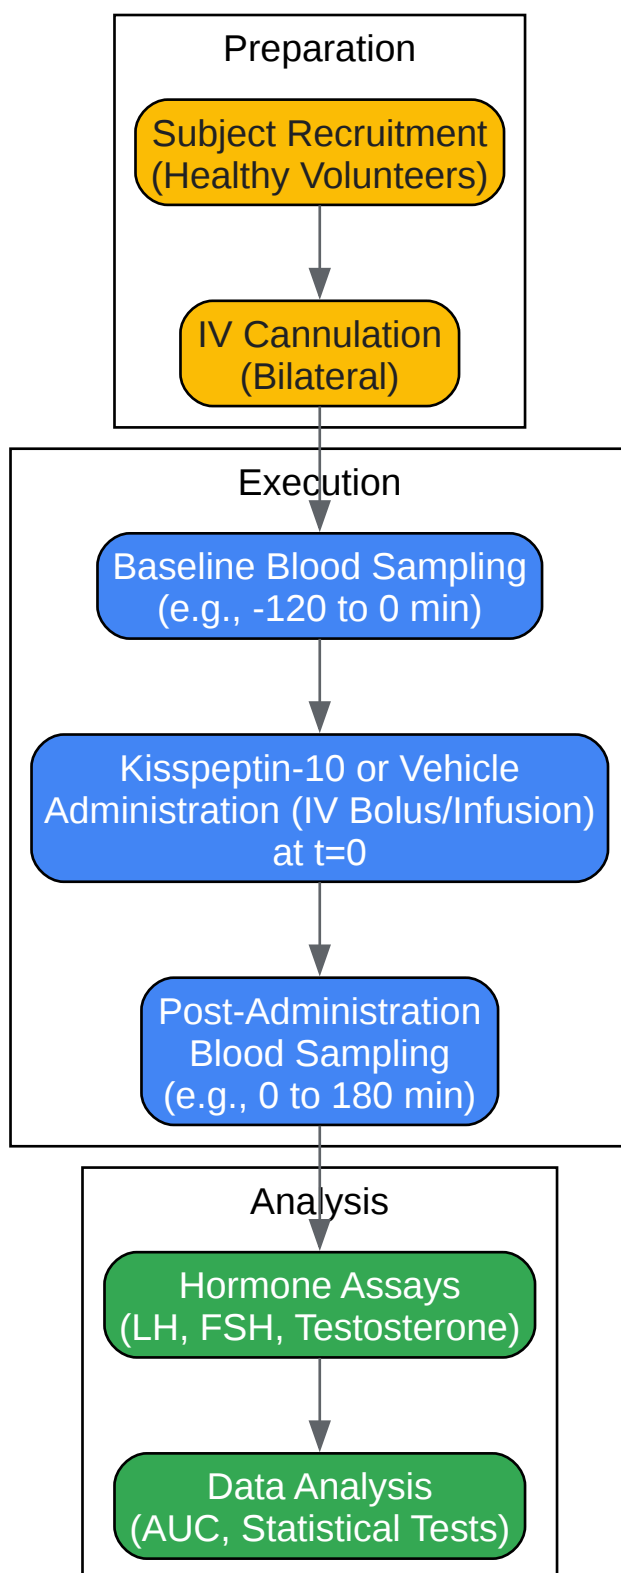 Preparation
Subject Recruitment
(Healthy Volunteers)
IV Cannulation
(Bilateral)
Execution
Baseline Blood Sampling
(e.g., -120 to 0 min)
Kisspeptin-10 or Vehicle
Administration (IV Bolus/Infusion)
at t=0
Post-Administration
Blood Sampling
(e.g., 0 to 180 min)
Analysis
Hormone Assays
(LH, FSH, Testosterone)
Data Analysis
(AUC, Statistical Tests)